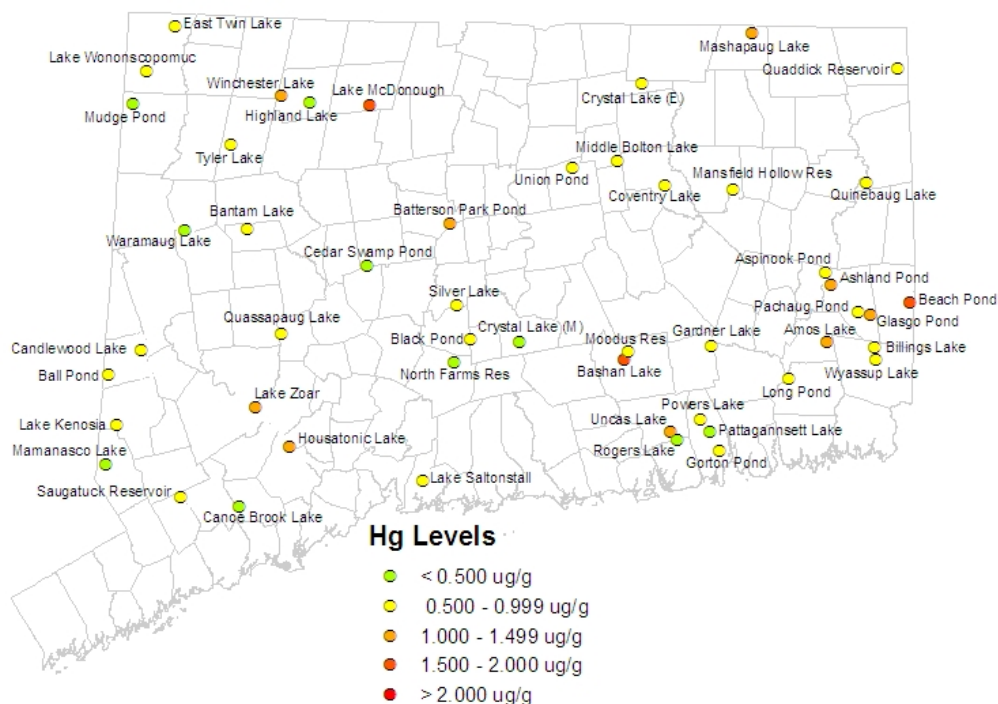 East Twin Lake
Mashapaug Lake
Lake Wononscopomuc
Quaddick Reservoir
Winchester Lake
Lake McDonough
Crystal Lake (E)
Mudge Pond
Highland Lake
Middle Bolton Lake
Tyler Lake
Mansfield Hollow Res
Union Pond
Coventry Lake
Quinebaug Lake
Bantam Lake
Batterson Park Pond
Waramaug Lake
Cedar Swamp Pond
Aspinook Pond
Ashland Pond
Silver Lake
Beach Pond
Pachaug Pond
Quassapaug Lake
Glasgo Pond
Crystal Lake (M)
Amos Lake
Black Pond
Moodus Res
Gardner Lake
Candlewood Lake
Billings Lake
Ball Pond
North Farms Res
Bashan Lake
Wyassup Lake
Lake Zoar
Long Pond
Powers Lake
Lake Kenosia
Uncas Lake
Pattagannsett Lake
Housatonic Lake
Mamanasco Lake
Rogers Lake
Gorton Pond
Lake Saltonstall
Saugatuck Reservoir
Canoe Brook Lake
Hg Levels
< 0.500 ug/g
0.500 - 0.999 ug/g
1.000 - 1.499 ug/g
1.500 - 2.000 ug/g
> 2.000 ug/g